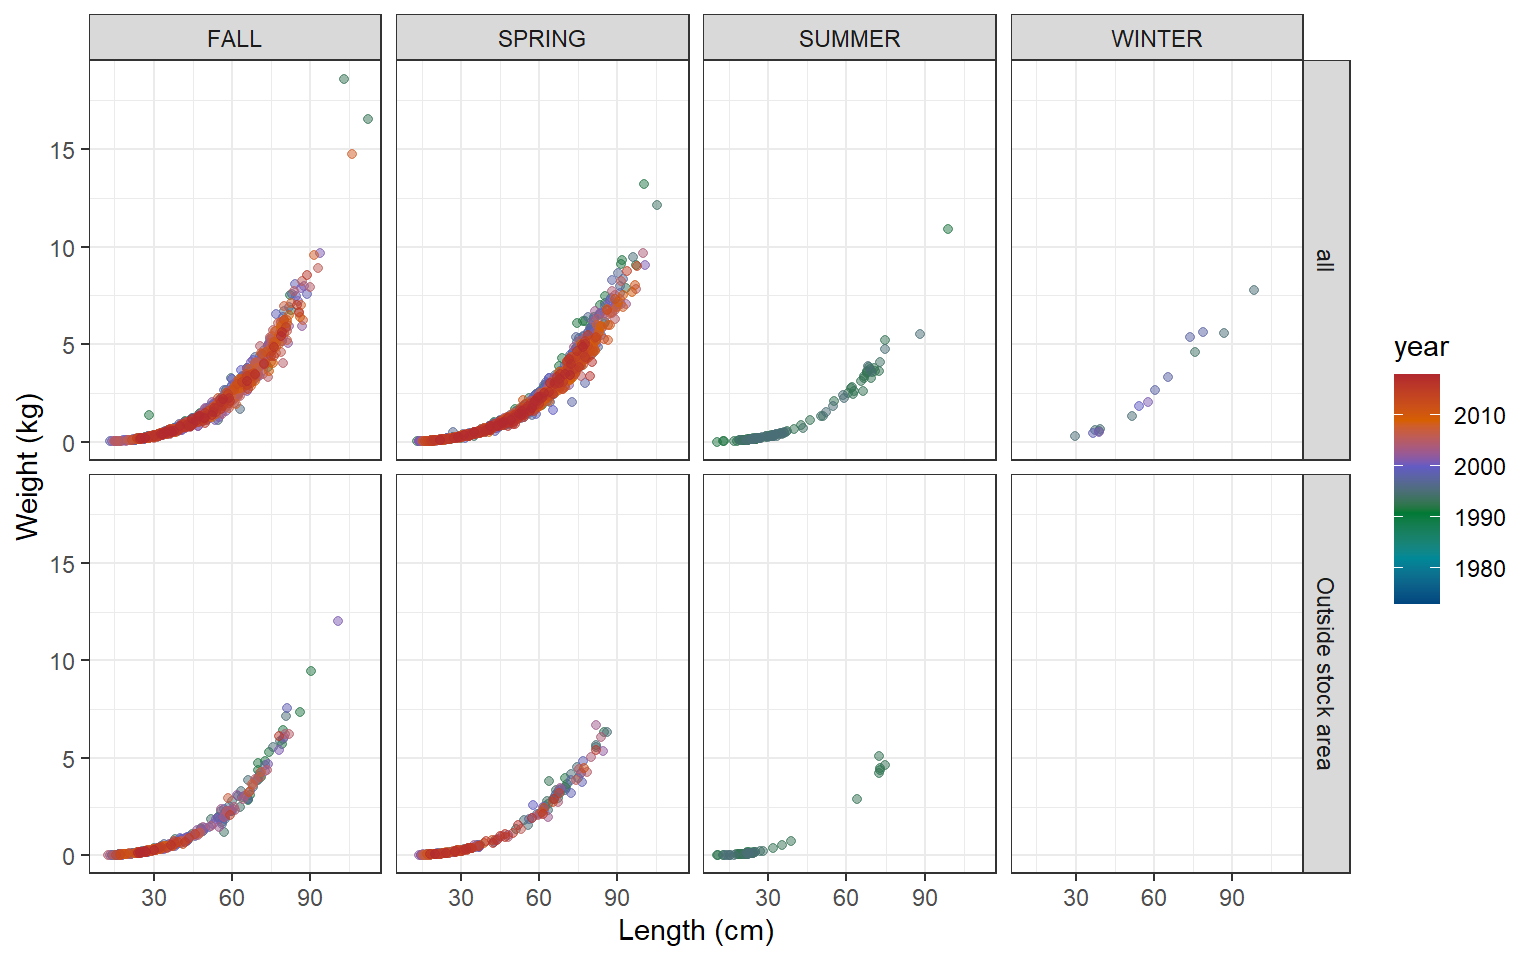 FALL SPRING SUMMER WINTER
15
10
5
0
all
15
10
5
0
Outside stock area
Weight (kg)
30 60 90 30 60 90 30 60 90 30 60 90
Length (cm)
year
2010
2000
1990
1980